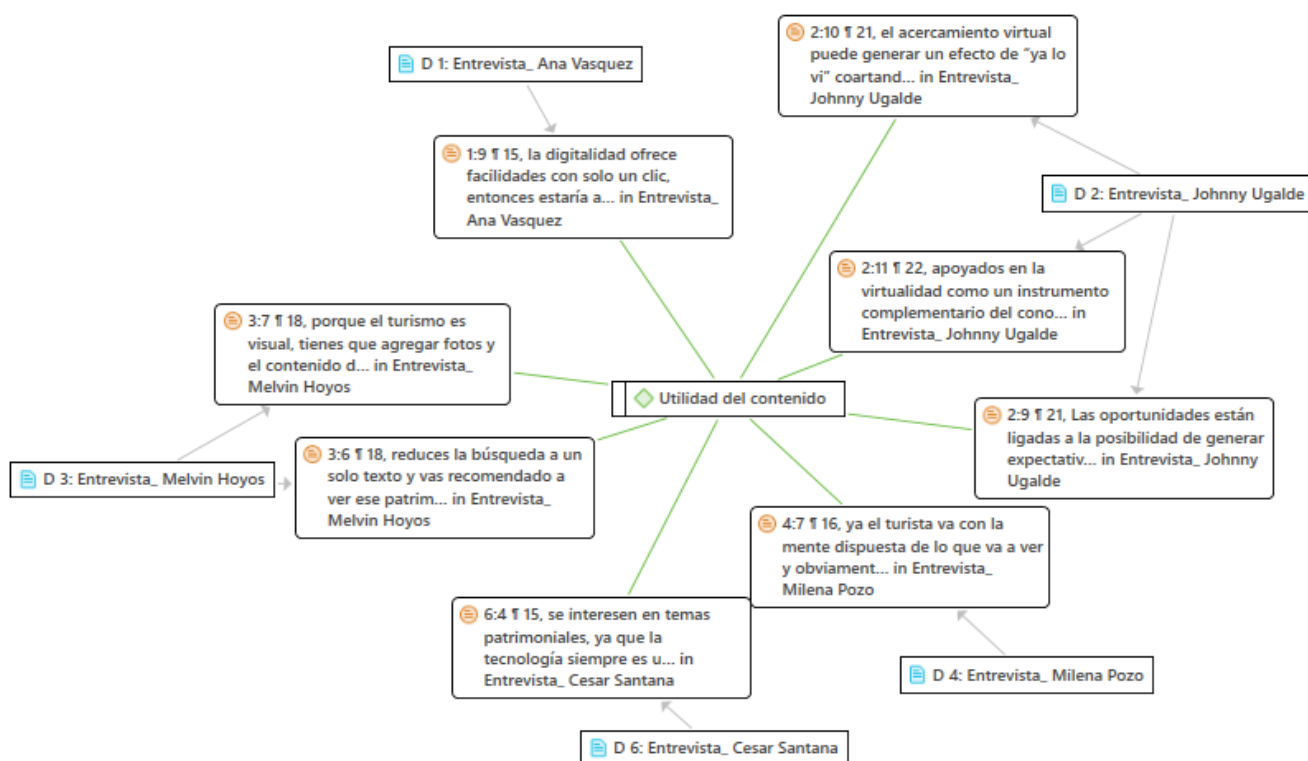 2:10 ¶ 21, el acercamiento virtual
puede generar un efecto de “ya lo
vi” coartand... in Entrevista_
Johnny Ugalde
D 1: Entrevista_ Ana Vasquez
1:9 ¶ 15, la digitalidad ofrece
facilidades con solo un clic,
entonces estaría a... in Entrevista_
Ana Vasquez
D 2: Entrevista_ Johnny Ugalde
2:11 ¶ 22, apoyados en la
virtualidad como un instrumento
complementario del cono... in
Entrevista_ Johnny Ugalde
3:7 ¶ 18, porque el turismo es
visual, tienes que agregar fotos y
el contenido d... in Entrevista_
Melvin Hoyos
Utilidad del contenido
2:9 ¶ 21, Las oportunidades están
ligadas a la posibilidad de generar
expectativ... in Entrevista_ Johnny
Ugalde
3:6 ¶ 18, reduces la búsqueda a un
solo texto y vas recomendado a
ver ese patrim... in Entrevista_
Melvin Hoyos
D 3: Entrevista_ Melvin Hoyos
4:7 ¶ 16, ya el turista va con la
mente dispuesta de lo que va a ver
y obviament... in Entrevista_
Milena Pozo
6:4 ¶ 15, se interesen en temas
patrimoniales, ya que la
tecnología siempre es u... in
Entrevista_ Cesar Santana
D 4: Entrevista_ Milena Pozo
D 6: Entrevista_ Cesar Santana